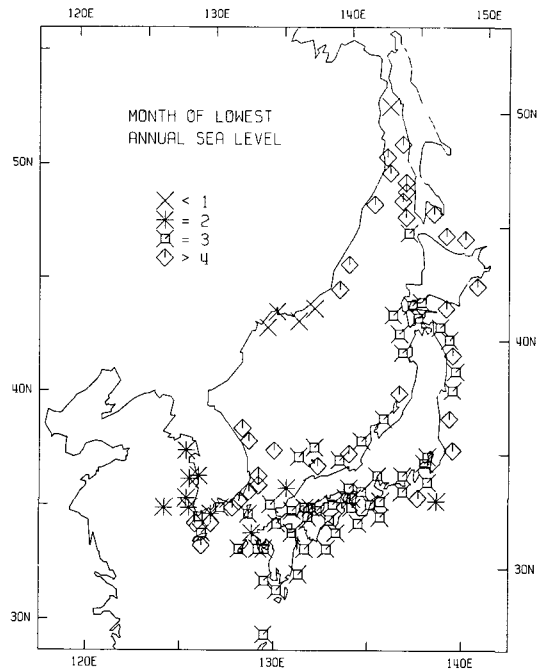 120E 130E 140E 150E
MONTH OF LOWEST
ANNUAL SEA LEVEL
50N
50N
< 1
= 2
= 3
> 4
40N
40N
30N
30N
120E 130E 140E